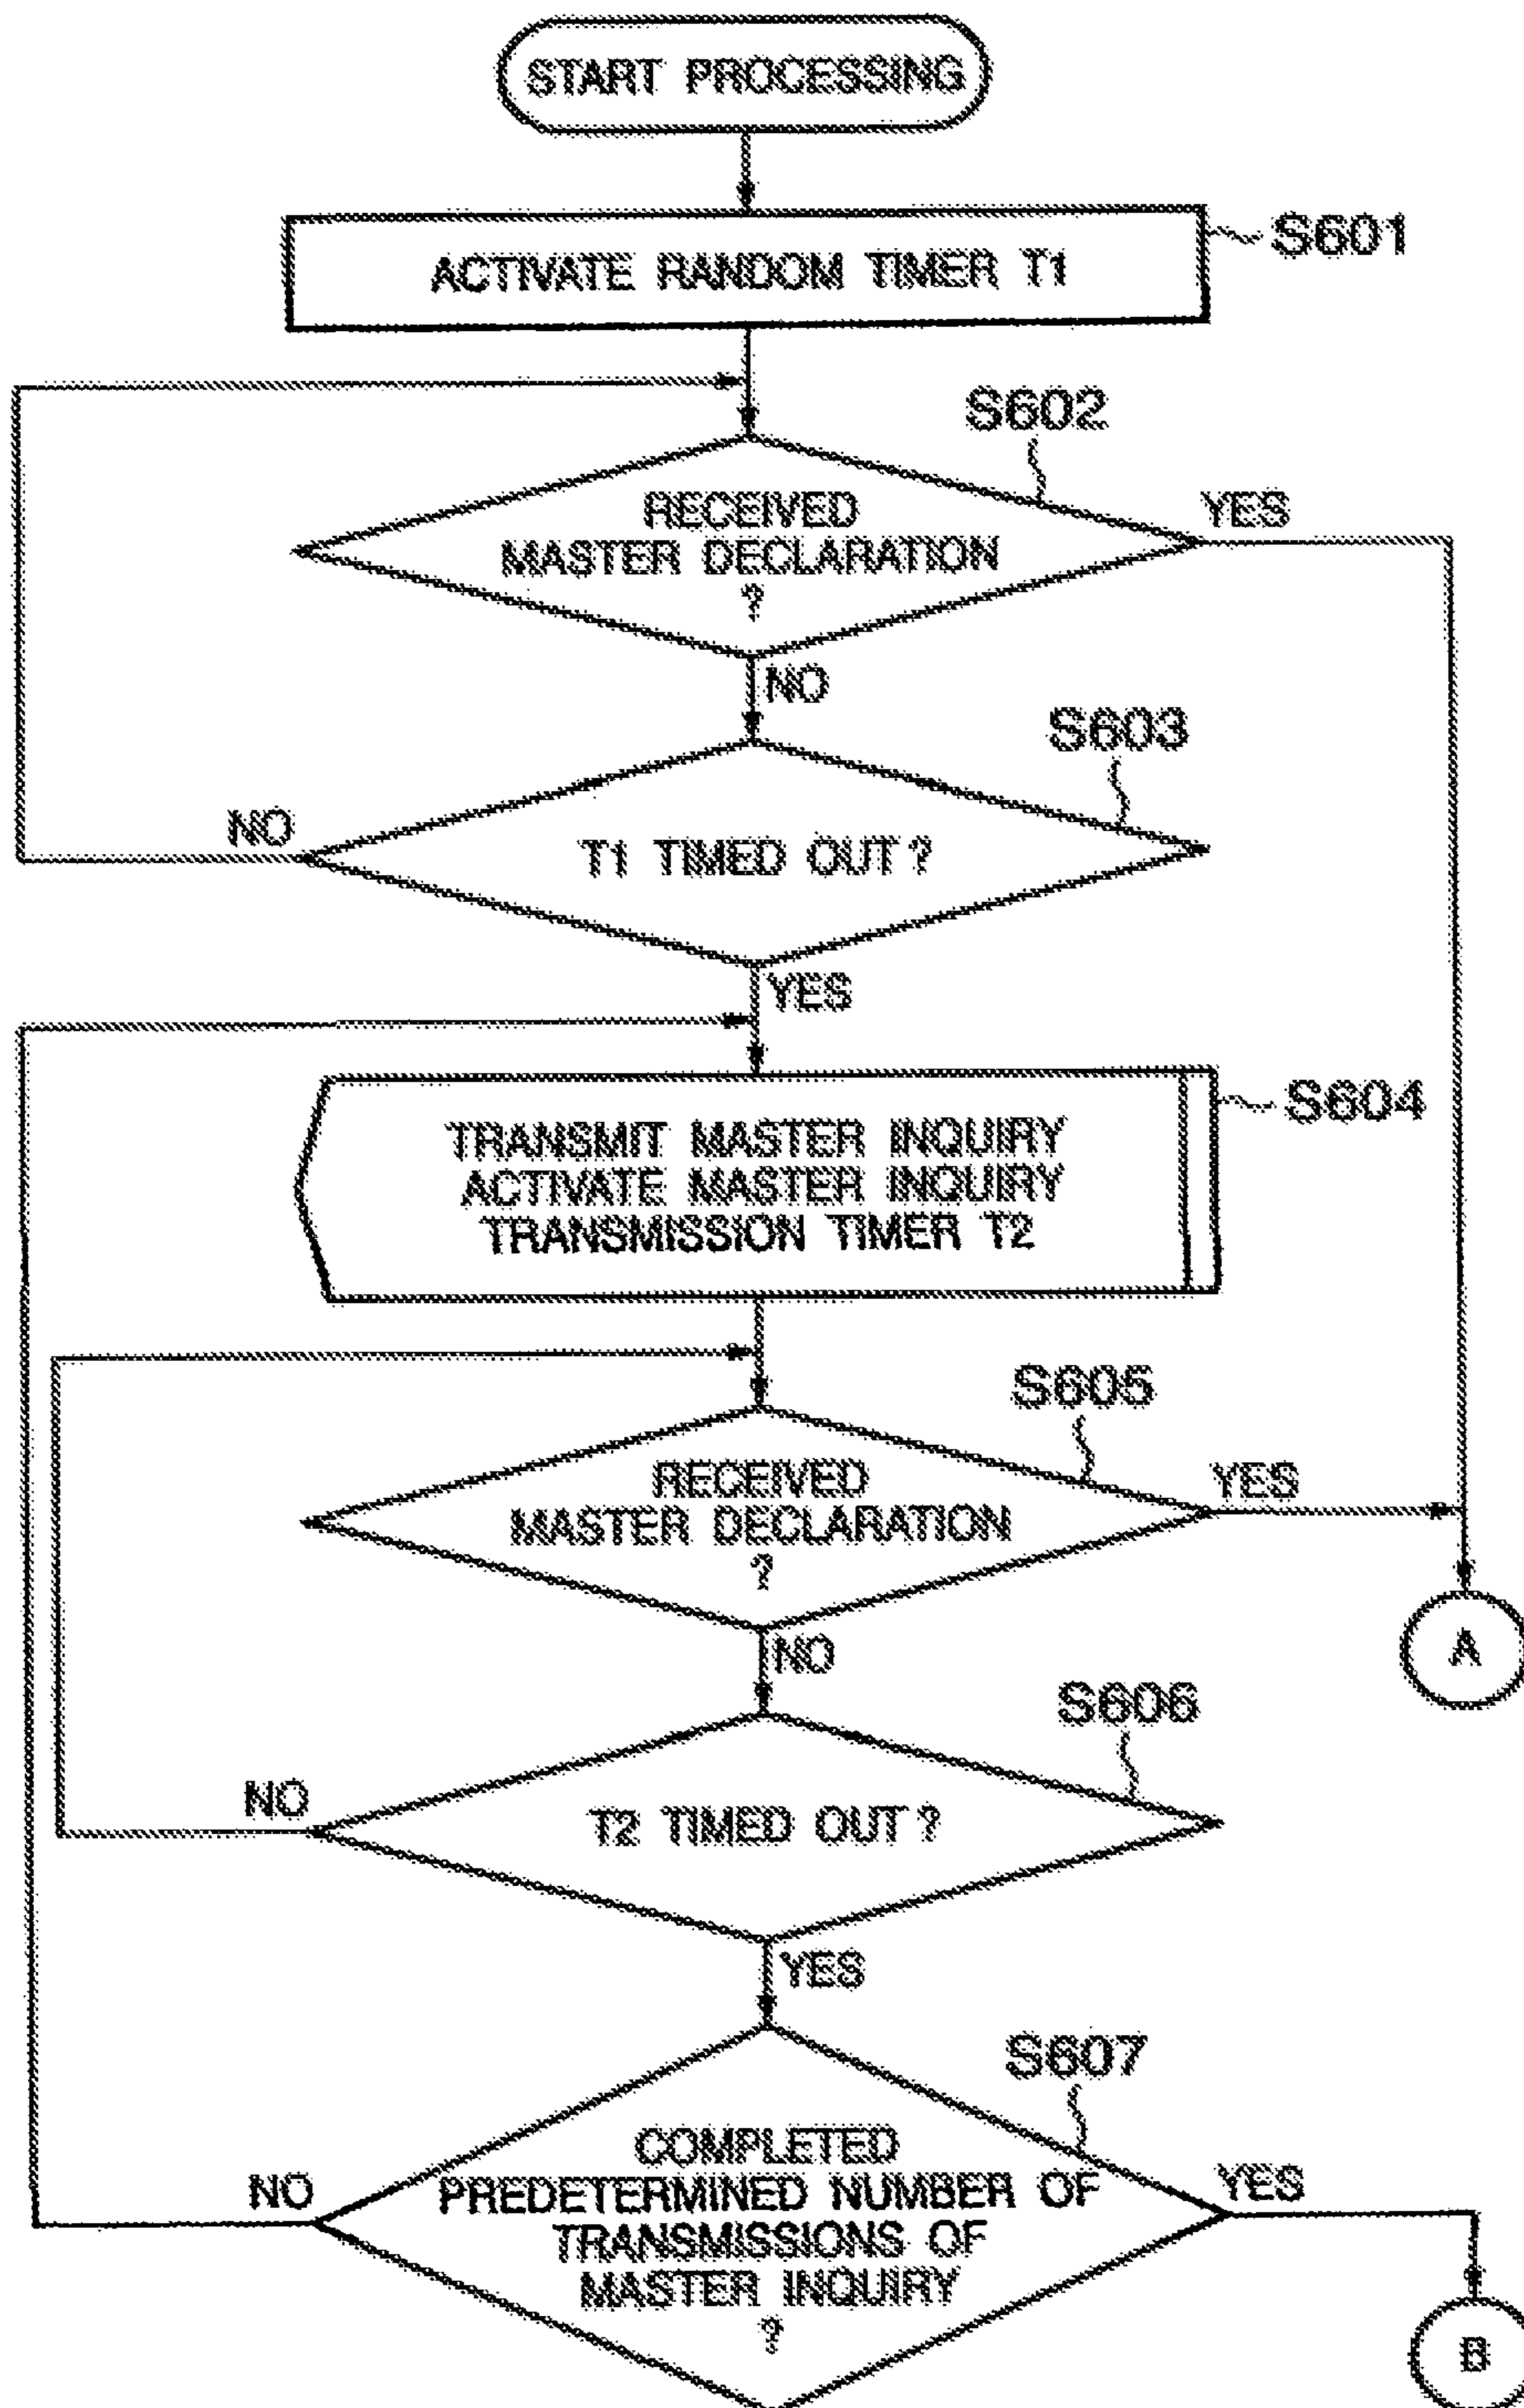 START PROCESSING
ACTIVATE RANDOM TIMER T1
S601
S602
RECEIVED
MASTER DECLARATION
?
YES
NO
S603
T1 TIMED OUT?
NO
YES
S604
TRANSMIT MASTER INQUIRY
ACTIVATE MASTER INQUIRY
TRANSMISSION TIMER T2
S605
RECEIVED
MASTER DECLARATION
?
YES
A
NO
S606
T2 TIMED OUT?
NO
YES
S607
COMPLETED
PREDETERMINED NUMBER OF
TRANSMISSIONS OF
MASTER INQUIRY
?
NO
YES
B